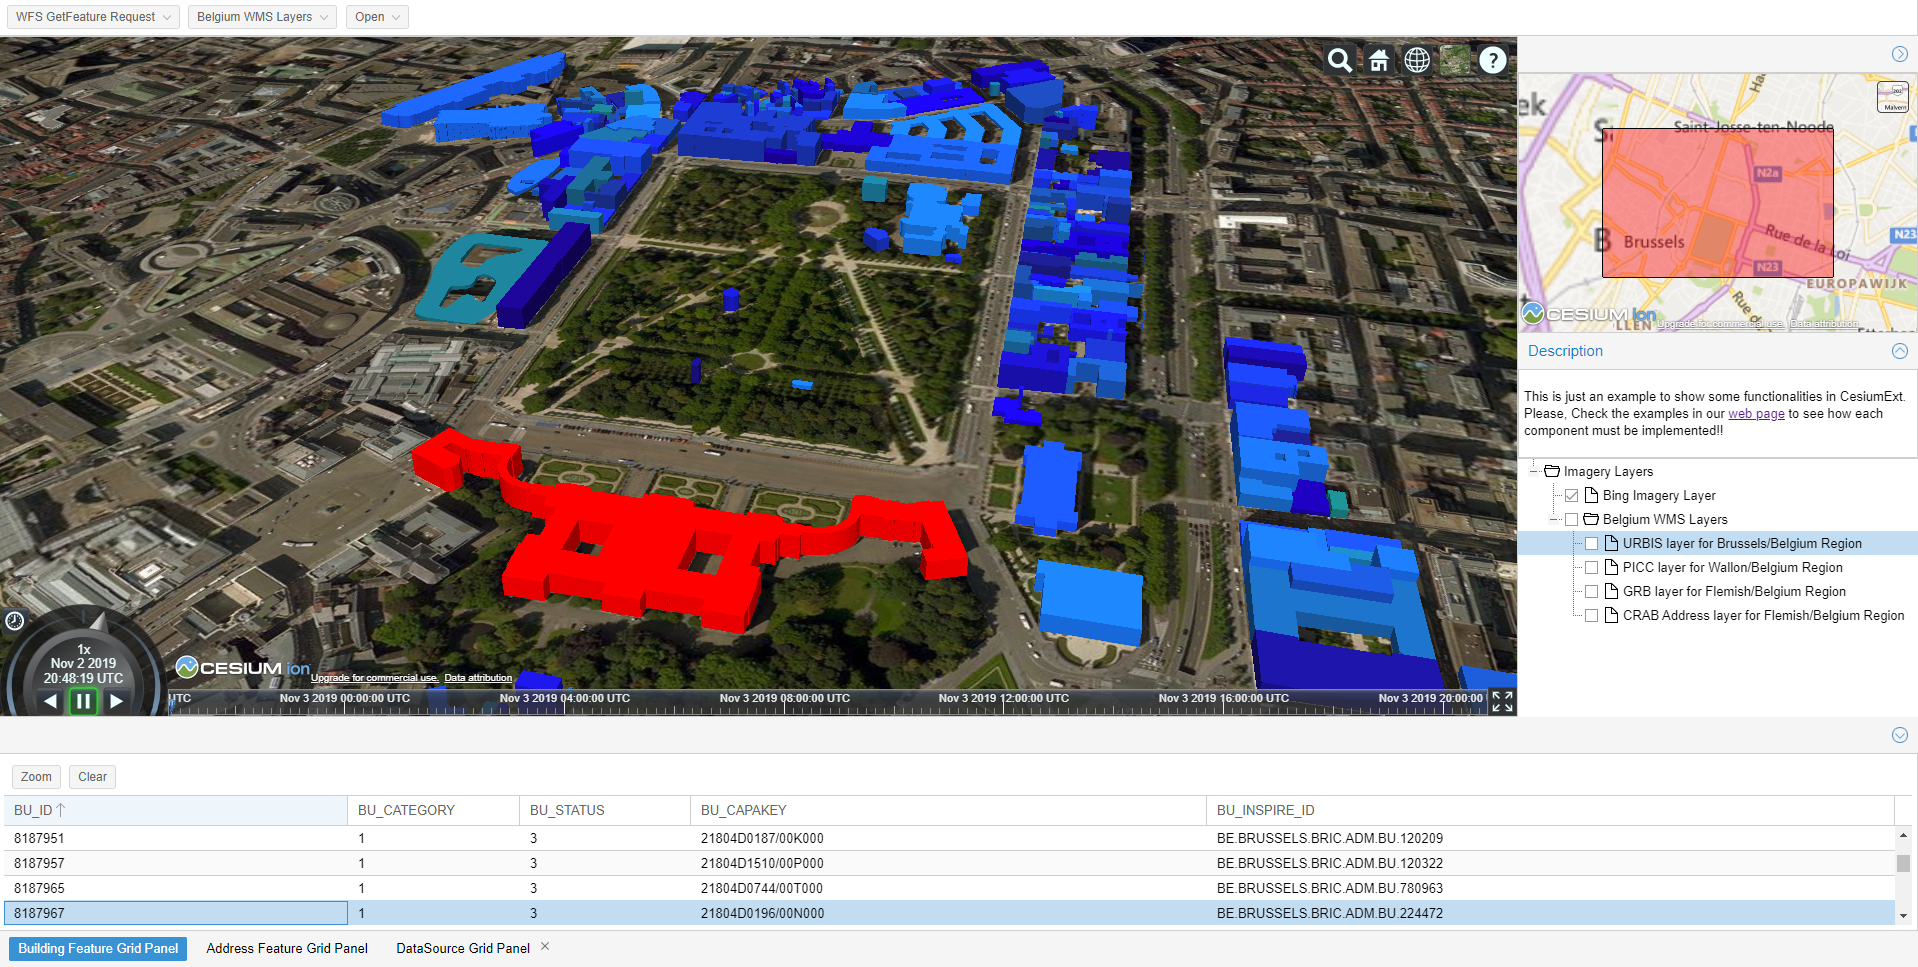 WFS GetFeature Request
Belgium WMS Layers
Open
?
Saint-Josse-ten-Noode
202
Malvern
N2a
Brussels
Rue de la Loi
N23
N23
EUROPAWIJK
CESIUM ion
LLEN
Upgrade for commercial use. Data attribution
Description
This is just an example to show some functionalities in CesiumExt.
Please, Check the examples in our web page to see how each
component must be implemented!!
Imagery Layers
Bing Imagery Layer
Belgium WMS Layers
URBIS layer for Brussels/Belgium Region
PICC layer for Wallon/Belgium Region
GRB layer for Flemish/Belgium Region
CRAB Address layer for Flemish/Belgium Region
1x
Nov 2 2019
20:48:19 UTC
CESIUM ion
Upgrade for commercial use. Data attribution
UTC
Nov 3 2019 00:00:00 UTC
Nov 3 2019 04:00:00 UTC
Nov 3 2019 08:00:00 UTC
Nov 3 2019 12:00:00 UTC
Nov 3 2019 16:00:00 UTC
Nov 3 2019 20:00:00
Zoom
Clear
BU_ID BU_CATEGORY BU_STATUS BU_CAPAKEY BU_INSPIRE_ID
8187951 1 3 21804D0187/00K000 BE.BRUSSELS.BRIC.ADM.BU.120209
8187957 1 3 21804D1510/00P000 BE.BRUSSELS.BRIC.ADM.BU.120322
8187965 1 3 21804D0744/00T000 BE.BRUSSELS.BRIC.ADM.BU.780963
8187967 1 3 21804D0196/00N000 BE.BRUSSELS.BRIC.ADM.BU.224472
Building Feature Grid Panel
Address Feature Grid Panel
DataSource Grid Panel